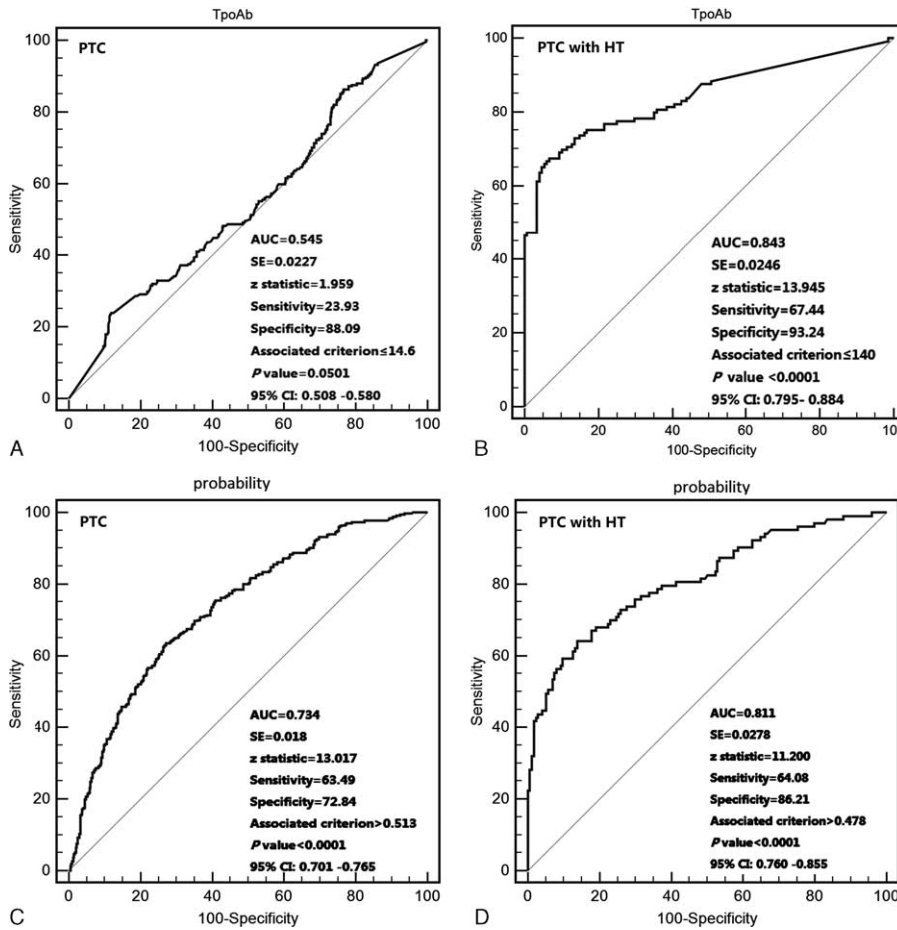 TpoAb
PTC
100
80
60
40
20
0
Sensitivity
AUC=0.545
SE=0.0227
z statistic=1.959
Sensitivity=23.93
Specificity=88.09
Associated criterion≤14.6
P value=0.0501
95% CI: 0.508 -0.580
0 20 40 60 80 100
100-Specificity
A
TpoAb
PTC with HT
100
80
60
40
20
0
Sensitivity
AUC=0.843
SE=0.0246
z statistic=13.945
Sensitivity=67.44
Specificity=93.24
Associated criterion≤140
P value <0.0001
95% CI: 0.795- 0.884
0 20 40 60 80 100
100-Specificity
B
probability
PTC
100
80
60
40
20
0
Sensitivity
AUC=0.734
SE=0.018
z statistic=13.017
Sensitivity=63.49
Specificity=72.84
Associated criterion>0.513
P value<0.0001
95% CI: 0.701 -0.765
0 20 40 60 80 100
100-Specificity
C
probability
PTC with HT
100
80
60
40
20
0
Sensitivity
AUC=0.811
SE=0.0278
z statistic=11.200
Sensitivity=64.08
Specificity=86.21
Associated criterion>0.478
P value<0.0001
95% CI: 0.760 -0.855
0 20 40 60 80 100
100-Specificity
D